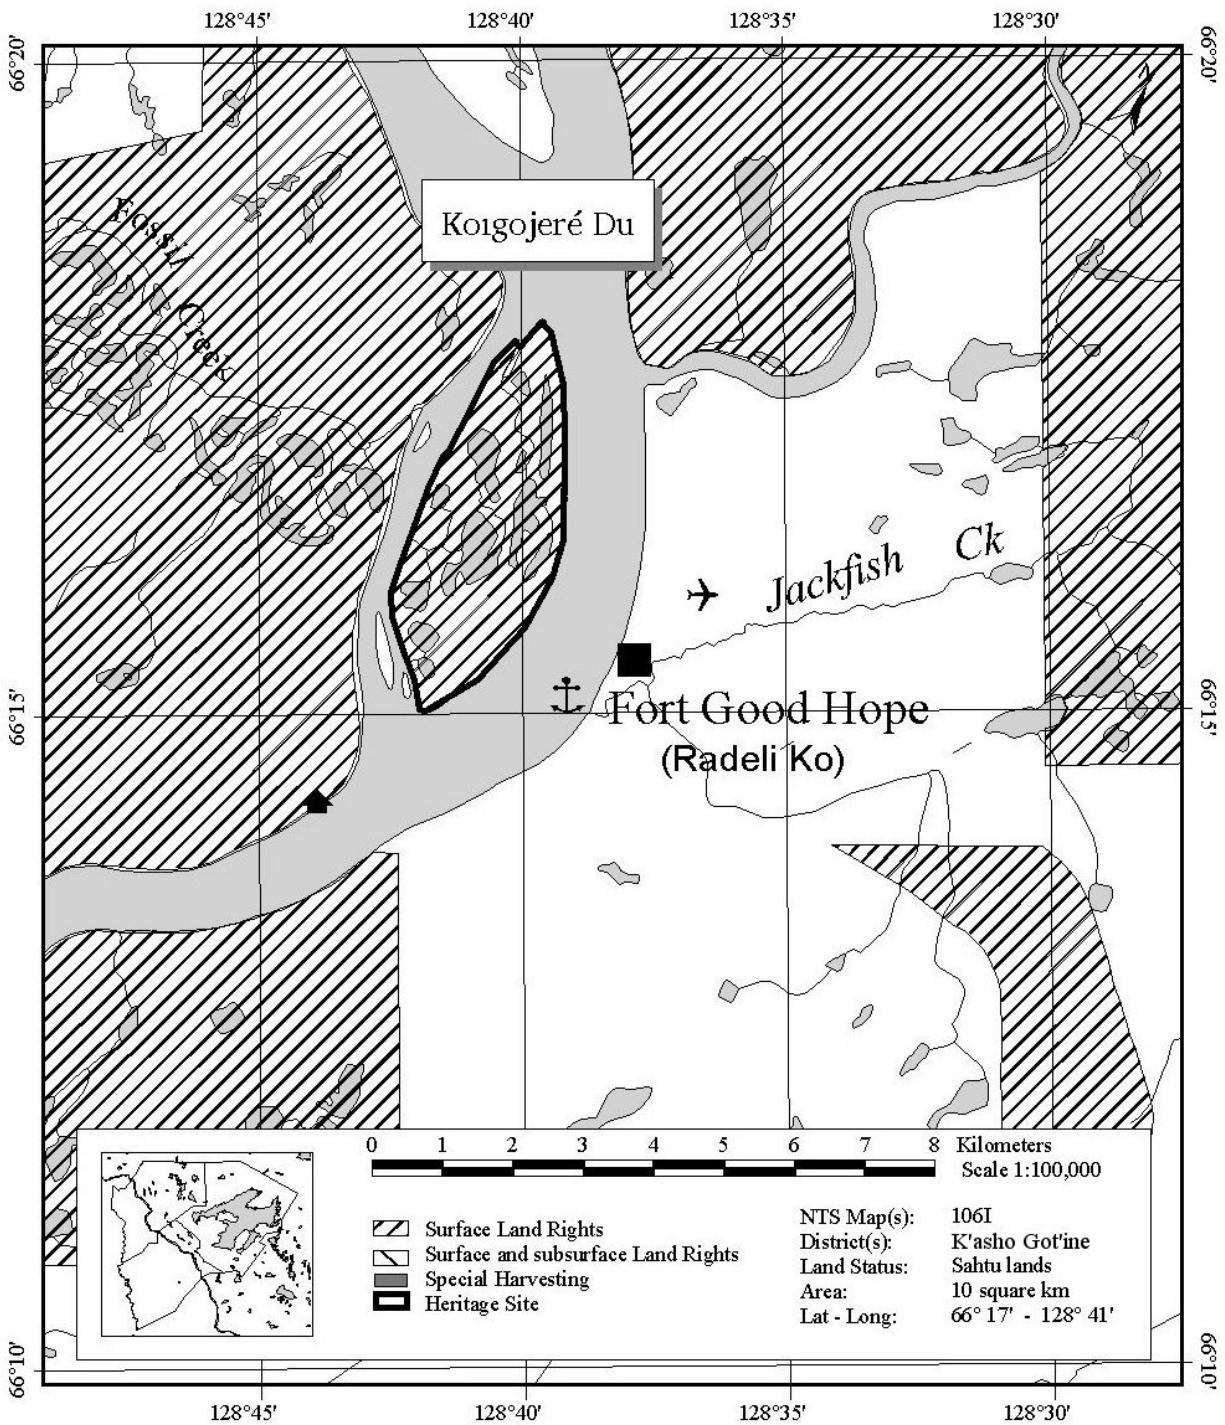 128°45' 128°40' 128°35' 128°30'
66°20' 66°20'
Koıgojeré Du
Fossil Creek
Jackfish Ck
66°15' 66°15'
Fort Good Hope
(Radeli Ko)
0 1 2 3 4 5 6 7 8 Kilometers
Scale 1:100,000
Surface Land Rights
Surface and subsurface Land Rights
Special Harvesting
Heritage Site
NTS Map(s): 106I
District(s): K'asho Got'ine
Land Status: Sahtu lands
Area: 10 square km
Lat - Long: 66° 17' - 128° 41'
66°10' 66°10'
128°45' 128°40' 128°35' 128°30'